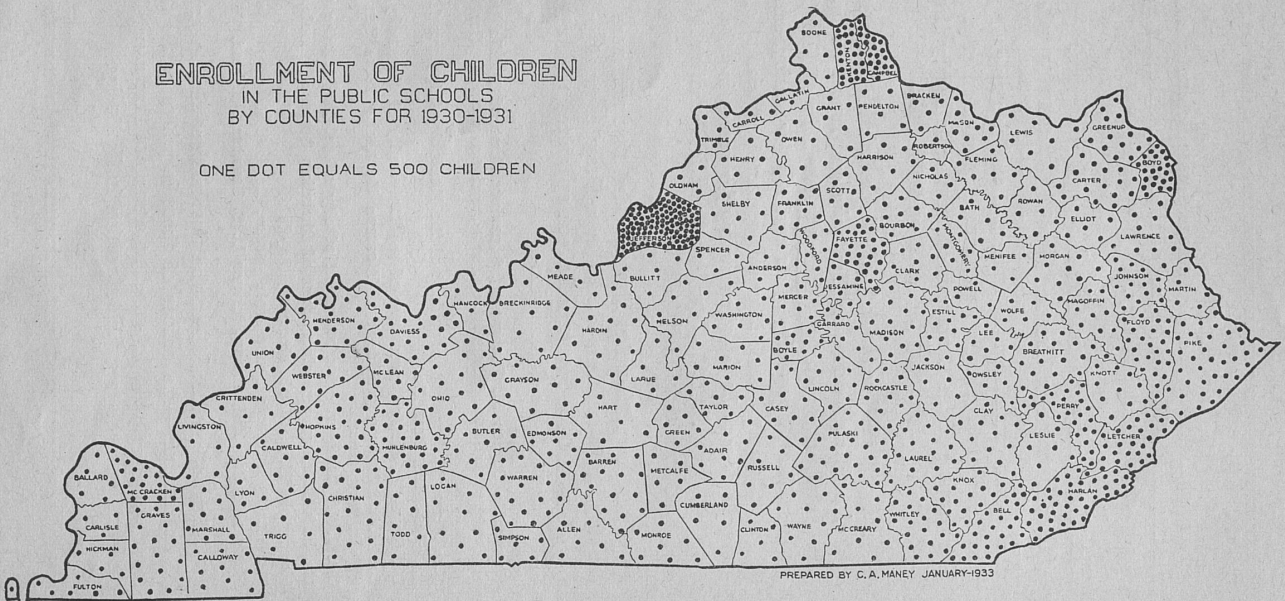 ENROLLMENT OF CHILDREN
IN THE PUBLIC SCHOOLS
BY COUNTIES FOR 1930-1931
ONE DOT EQUALS 500 CHILDREN
BOONE
KENTON
CAMPBEL
GALLATIN
GRANT
PENDELTON
BRACKEN
MASON
LEWIS
GREENUP
CARROLL
TRIMBLE
OWEN
ROBERTSON
BOYD
HENRY
HARRISON
FLEMING
CARTER
OLDHAM
NICHOLAS
SHELBY
FRANKLIN
SCOTT
BATH
ROWAN
ELLIOT
JEFFERSON
BOURBON
LAWRENCE
SPENCER
WOODFORD
FAYETTE
MONTGOMERY
MENIFEE
MORGAN
MEADE
BULLITT
ANDERSON
CLARK
JOHNSON
HANCOCK
BRECKINRIDGE
JESSAMINE
POWELL
MARTIN
HENDERSON
DAVIESS
NELSON
WASHINGTON
MERCER
ESTILL
WOLFE
MAGOFFIN
HARDIN
GARRARD
MADISON
LEE
FLOYD
UNION
BOYLE
BREATHITT
PIKE
WEBSTER
MC LEAN
OHIO
GRAYSON
LARUE
MARION
JACKSON
OWSLEY
KNOTT
CRITTENDEN
LINCOLN
ROCKCASTLE
HART
TAYLOR
CASEY
CLAY
PERRY
LIVINGSTON
HOPKINS
MUHLENBURG
BUTLER
EDMONSON
GREEN
PULASKI
LESLIE
LETCHER
CALDWELL
ADAIR
LAUREL
BALLARD
BARREN
METCALFE
RUSSELL
MC CRACKEN
LYON
LOGAN
WARREN
KNOX
HARLAN
GRAVES
CHRISTIAN
CUMBERLAND
BELL
CARLISLE
MARSHALL
TRIGG
TODD
SIMPSON
ALLEN
MONROE
CLINTON
WAYNE
MC CREARY
WHITLEY
HICKMAN
CALLOWAY
FULTON
PREPARED BY C. A. MANEY JANUARY-1933